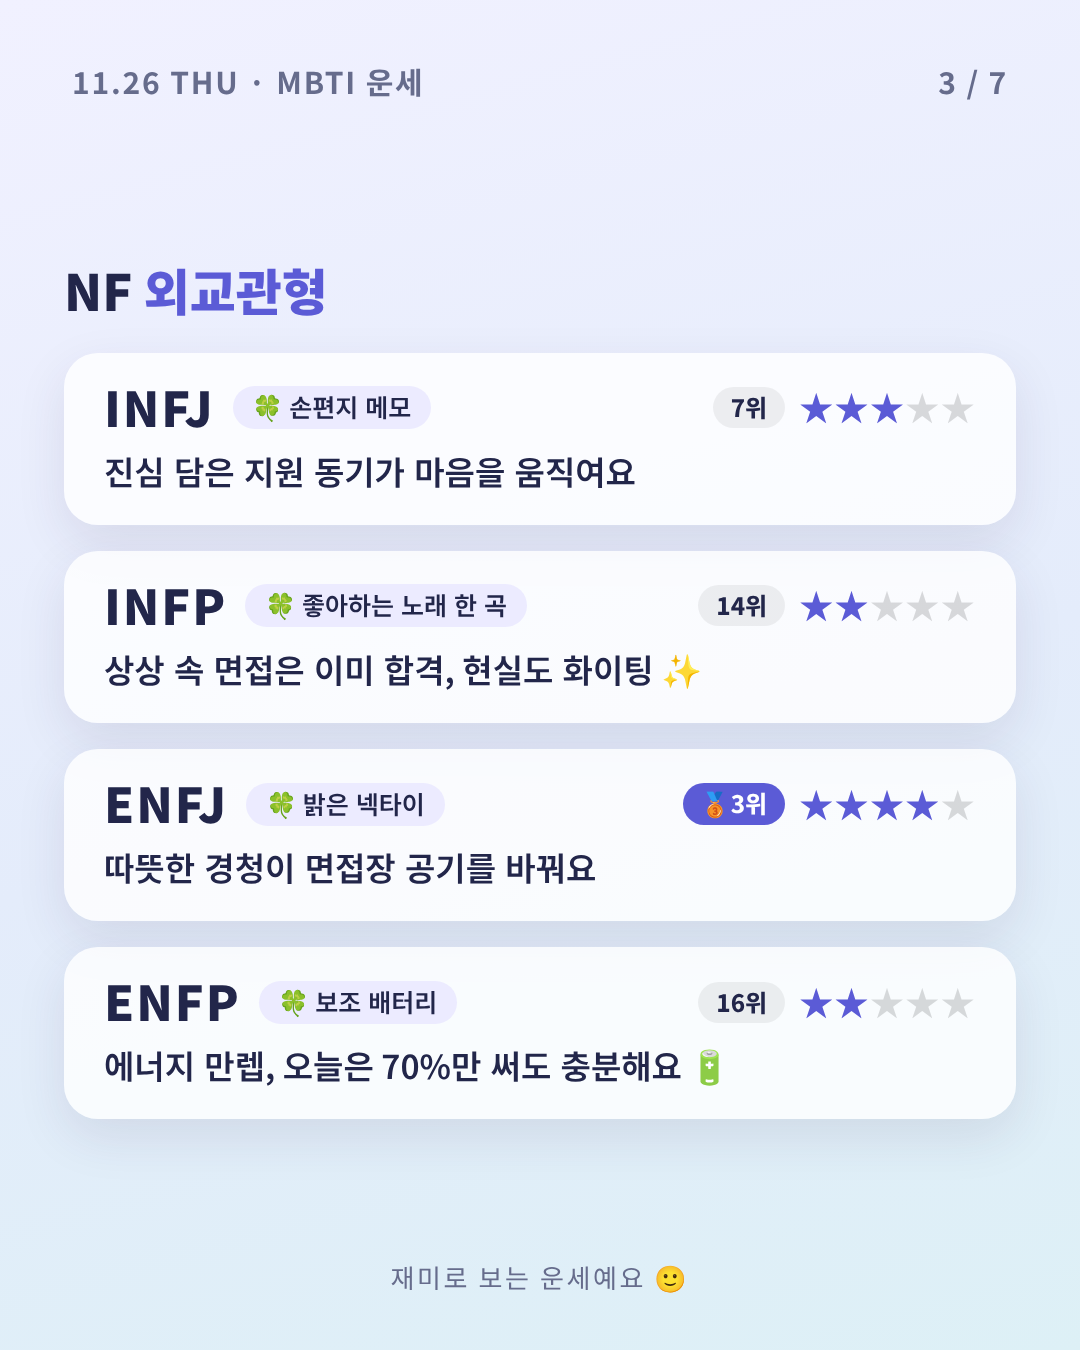 11.26 THU · MBTI 운세
3 / 7
NF 외교관형
INFJ 🍀 손편지 메모 7위 ★★★★★
진심 담은 지원 동기가 마음을 움직여요
INFP 🍀 좋아하는 노래 한 곡 14위 ★★★★★
상상 속 면접은 이미 합격, 현실도 화이팅 ✨
ENFJ 🍀 밝은 넥타이 🥉 3위 ★★★★★
따뜻한 경청이 면접장 공기를 바꿔요
ENFP 🍀 보조 배터리 16위 ★★★★★
에너지 만렙, 오늘은 70%만 써도 충분해요 🔋
재미로 보는 운세예요 🙂